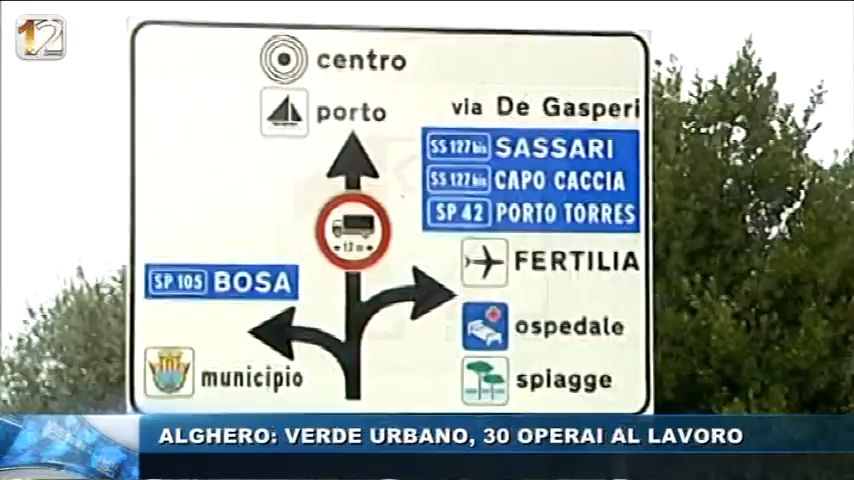 12
centro
porto
via De Gasperi
SS 127 bis SASSARI
SS 127 bis CAPO CACCIA
SP 42 PORTO TORRES
FERTILIA
SP 105 BOSA
ospedale
municipio
spiagge
ALGHERO: VERDE URBANO, 30 OPERAI AL LAVORO